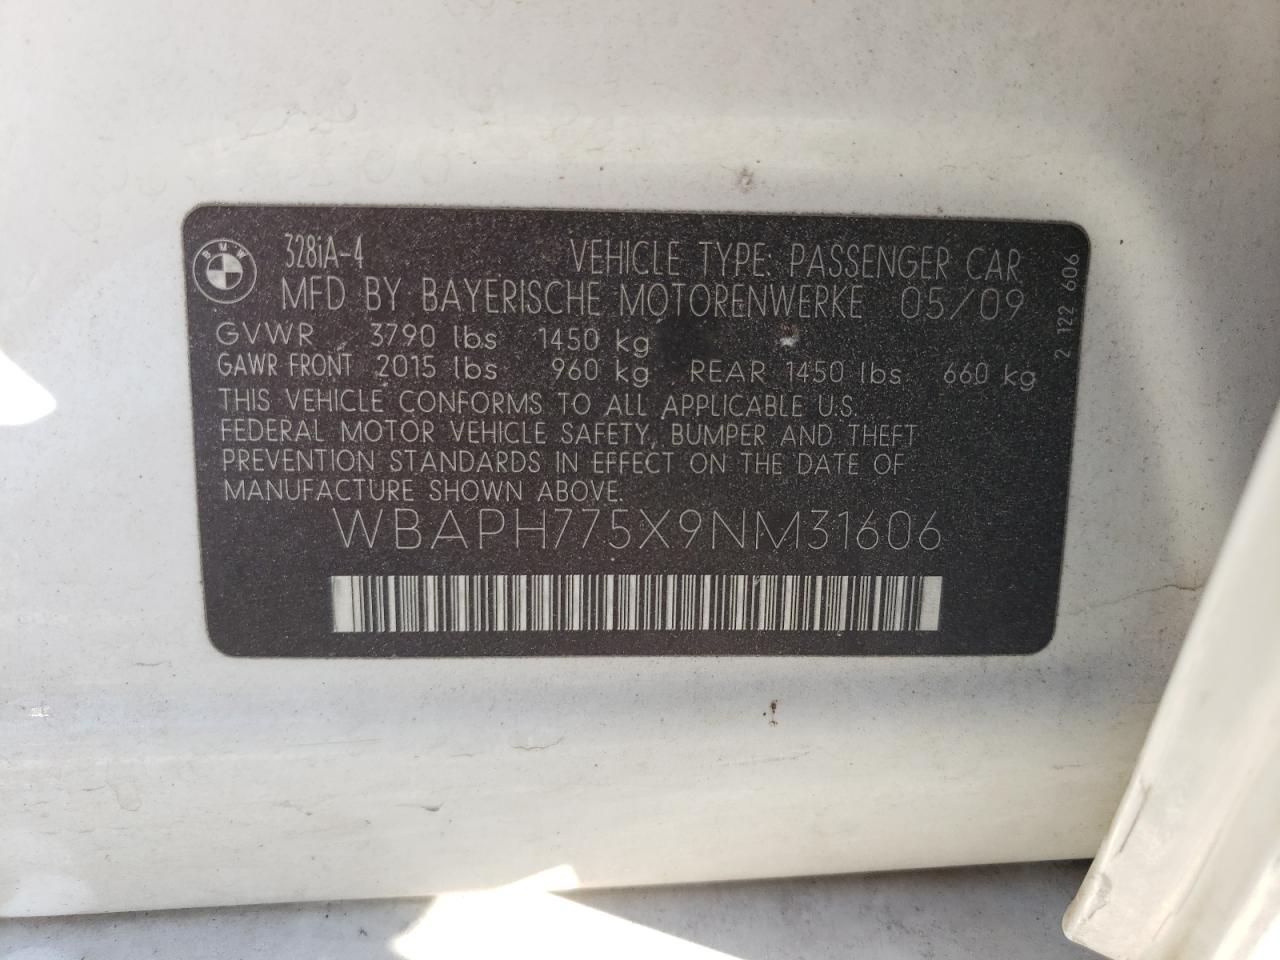 BMW
328iA-4 VEHICLE TYPE: PASSENGER CAR
MFD BY BAYERISCHE MOTORENWERKE 05/09
GVWR 3790 lbs 1450 kg
GAWR FRONT 2015 lbs 960 kg REAR 1450 lbs 660 kg
THIS VEHICLE CONFORMS TO ALL APPLICABLE U.S.
FEDERAL MOTOR VEHICLE SAFETY, BUMPER AND THEFT
PREVENTION STANDARDS IN EFFECT ON THE DATE OF
MANUFACTURE SHOWN ABOVE.
WBAPH775X9NM31606
2 122 606